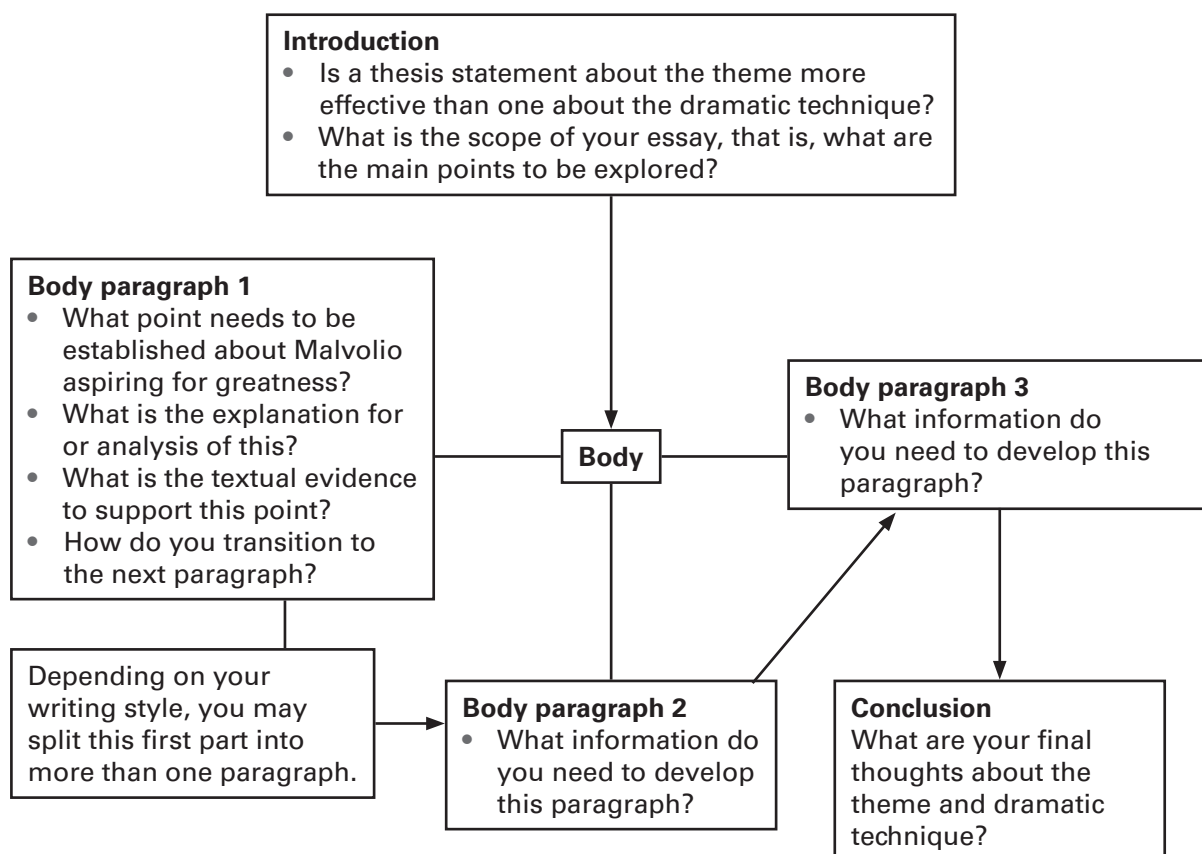 Introduction
• Is a thesis statement about the theme more
effective than one about the dramatic technique?
• What is the scope of your essay, that is, what are
the main points to be explored?
Body paragraph 1
• What point needs to be
established about Malvolio
aspiring for greatness?
• What is the explanation for
or analysis of this?
• What is the textual evidence
to support this point?
• How do you transition to
the next paragraph?
Body
Body paragraph 3
• What information do
you need to develop this
paragraph?
Depending on your
writing style, you may
split this first part into
more than one paragraph.
Body paragraph 2
• What information do
you need to develop
this paragraph?
Conclusion
What are your final
thoughts about the
theme and dramatic
technique?